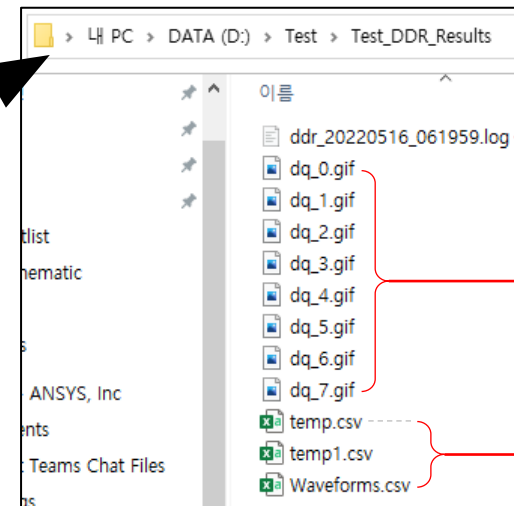 내 PC > DATA (D:) > Test > Test_DDR_Results
이름
ddr_20220516_061959.log
dq_0.gif
dq_1.gif
dq_2.gif
dq_3.gif
tlist
dq_4.gif
hematic
dq_5.gif
dq_6.gif
dq_7.gif
ANSYS, Inc
temp.csv
ents
temp1.csv
Teams Chat Files
Waveforms.csv